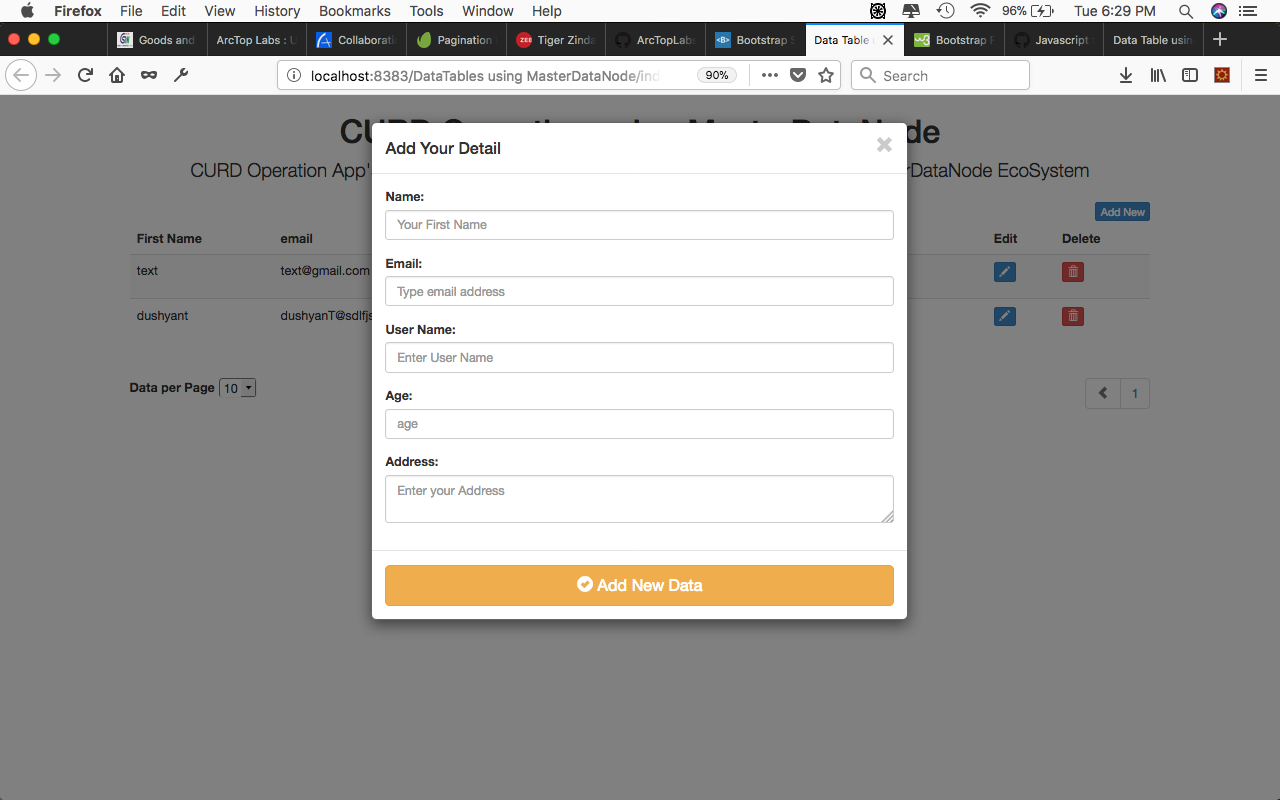 Firefox File Edit View History Bookmarks Tools Window Help 96% Tue 6:29 PM
Goods and ArcTop Labs : Collaborati Pagination Tiger Zinda ArcTopLabs Bootstrap Data Table Bootstrap Javascript Data Table usin
localhost:8383/DataTables using MasterDataNode/ind 90% Search
CURD Operation using MasterDataNode
CURD Operation App' rDataNode EcoSystem
Add New
First Name email Edit Delete
text text@gmail.com
dushyant dushyanT@sdlfjs
Data per Page 10 1
Add Your Detail
Name:
Your First Name
Email:
Type email address
User Name:
Enter User Name
Age:
age
Address:
Enter your Address
Add New Data